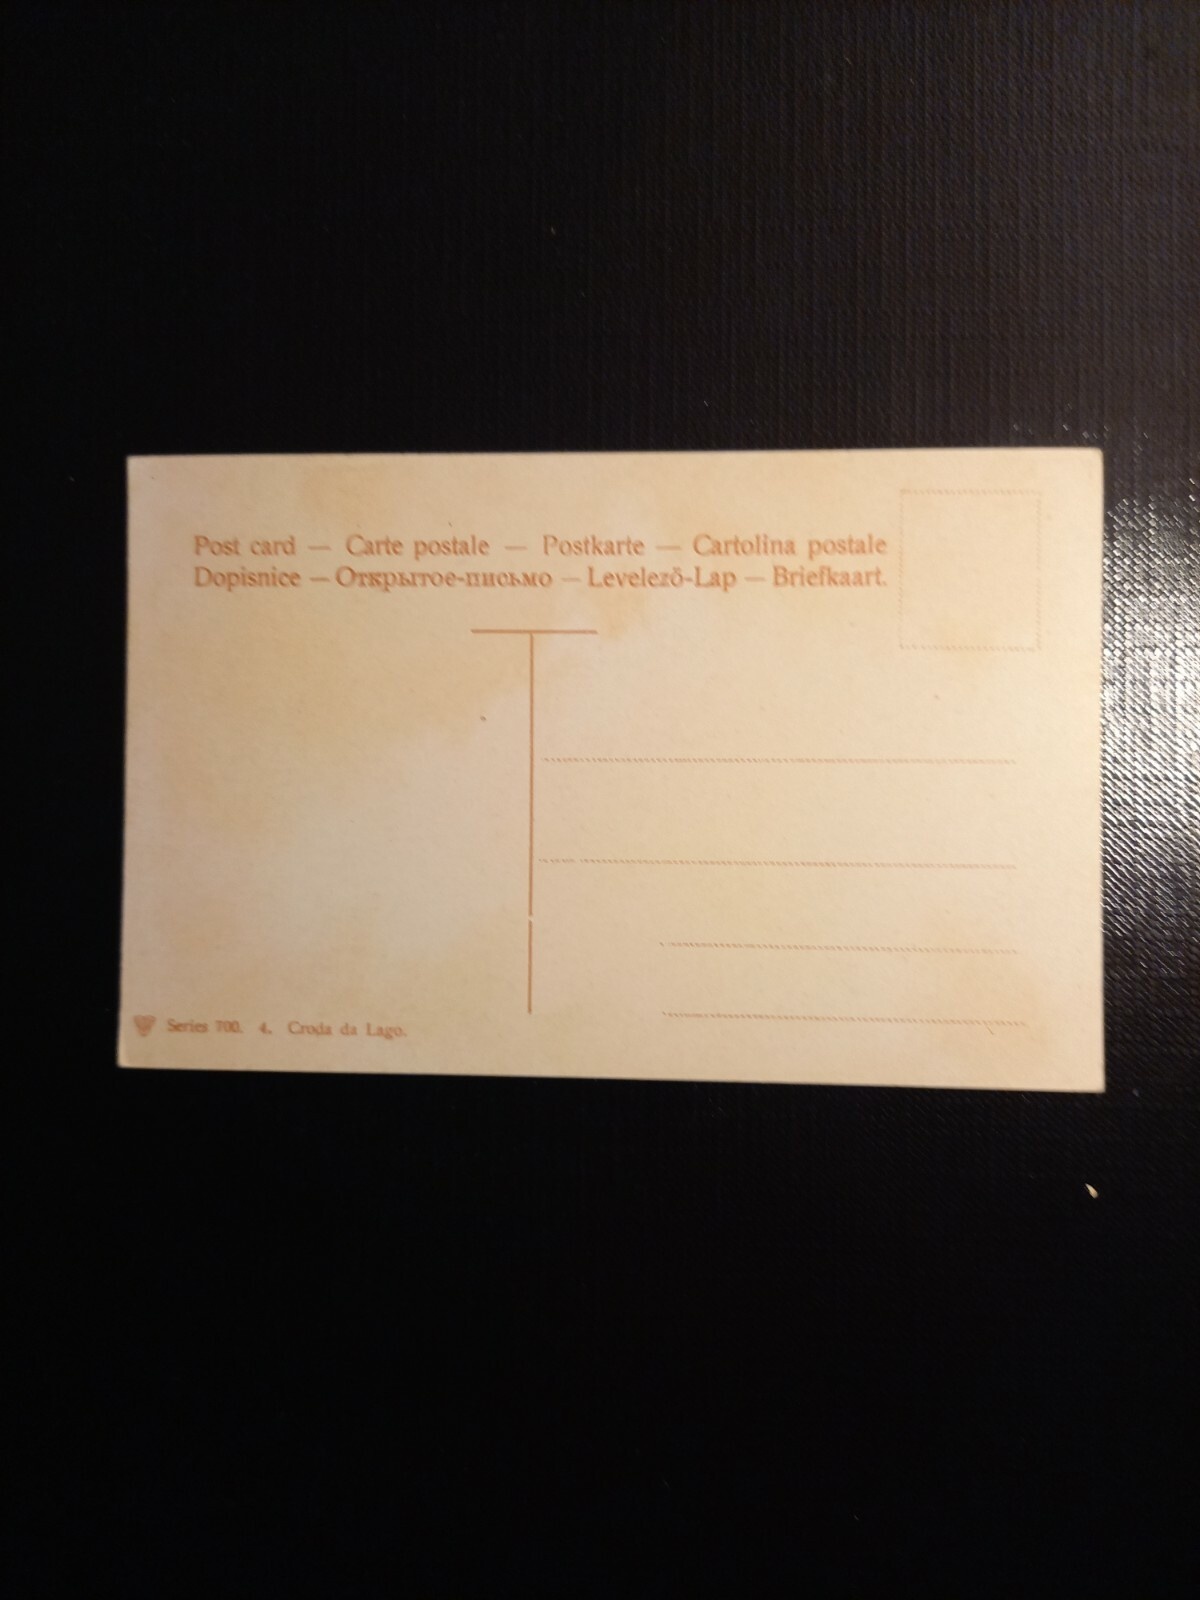 Post card — Carte postale — Postkarte — Cartolina postale
Dopisnice — Открытое-письмо — Levelező-Lap — Briefkaart.
Series 700. 4. Croda da Lago.